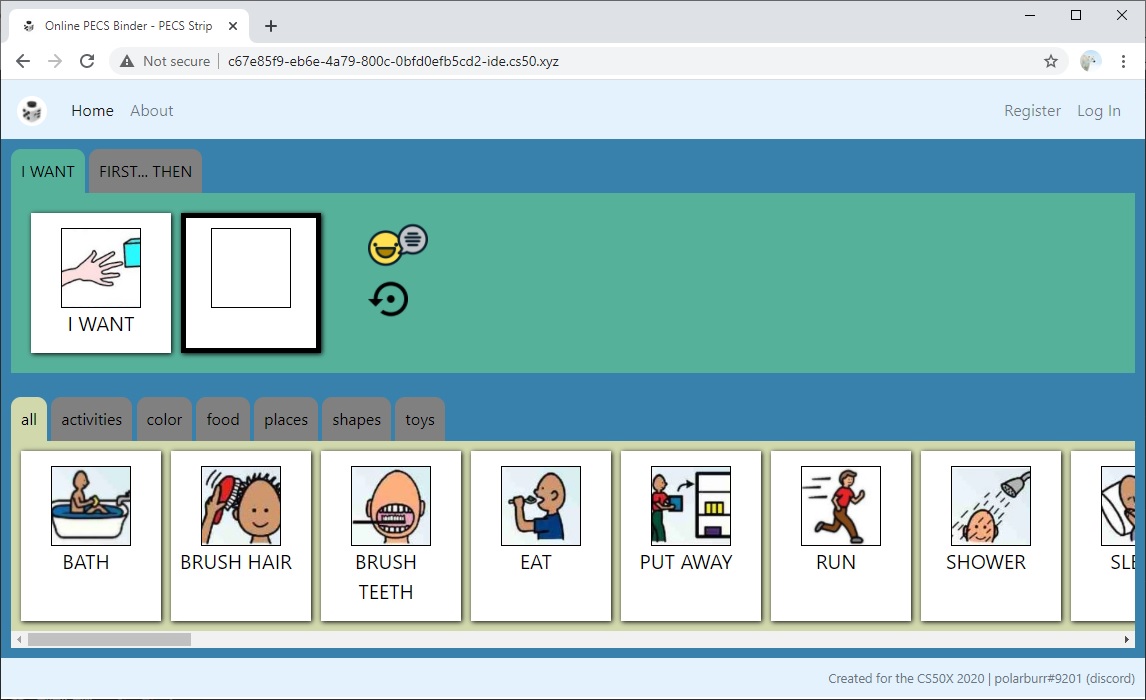 Online PECS Binder - PECS Strip
Not secure | c67e85f9-eb6e-4a79-800c-0bfd0efb5cd2-ide.cs50.xyz
Home About Register Log In
I WANT FIRST... THEN
I WANT
all activities color food places shapes toys
BATH BRUSH HAIR BRUSH TEETH EAT PUT AWAY RUN SHOWER SLE
Created for the CS50X 2020 | polarburr#9201 (discord)